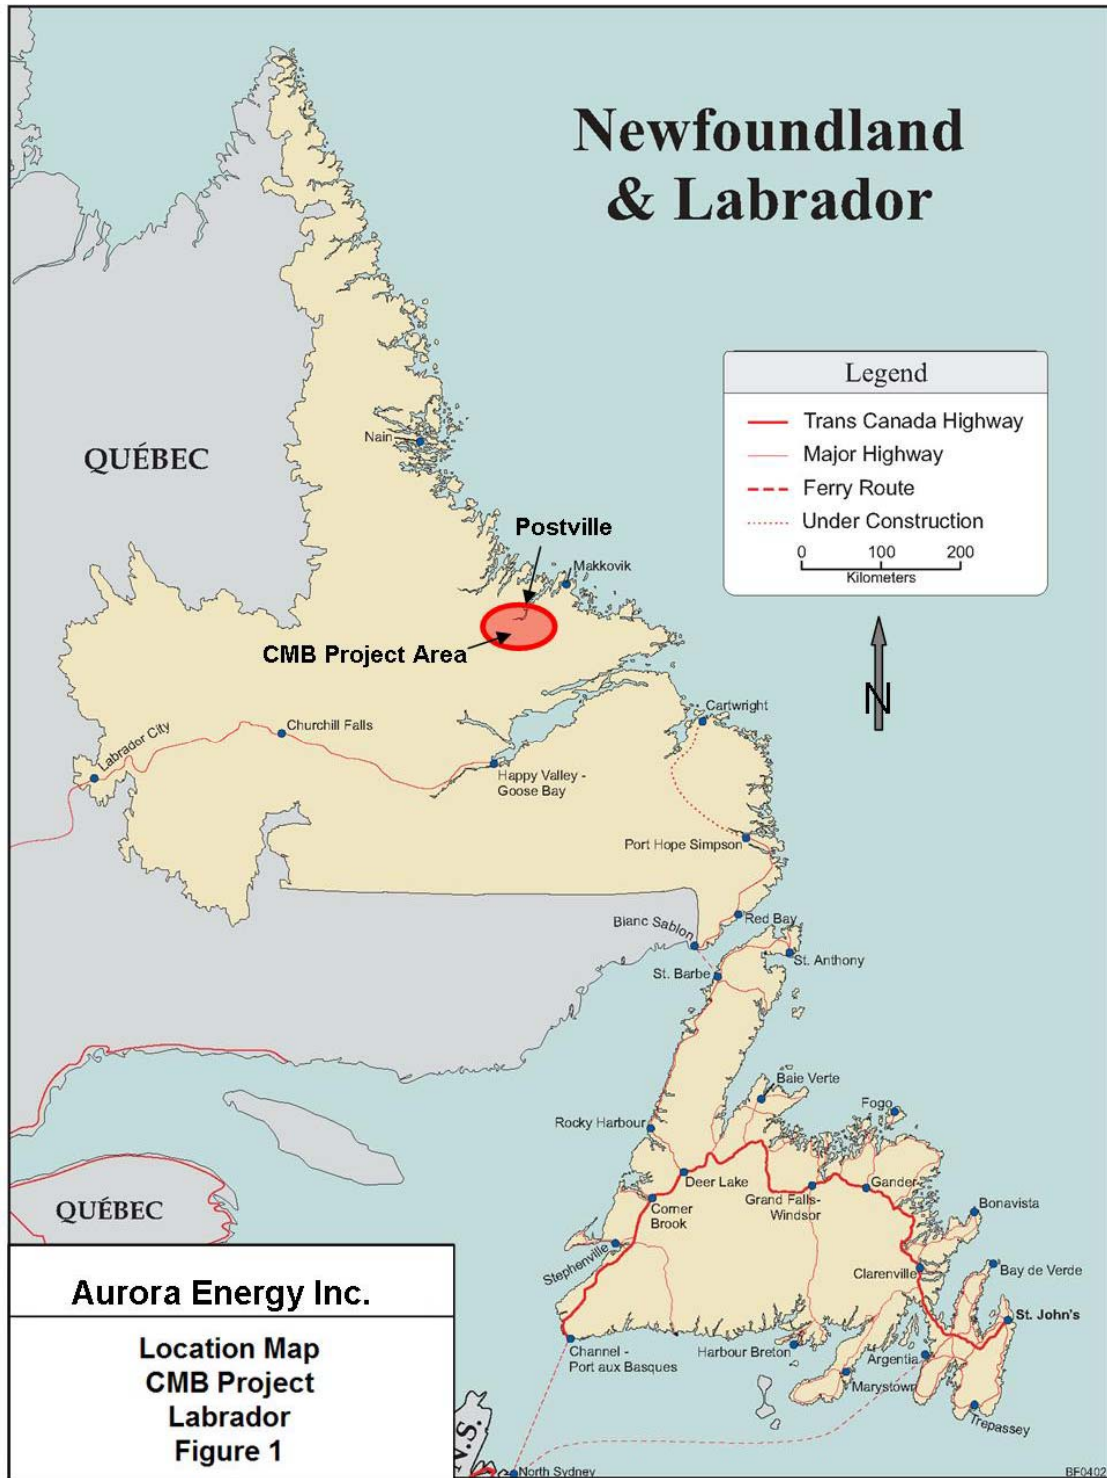 Newfoundland
& Labrador
Legend
Trans Canada Highway
Major Highway
Ferry Route
Under Construction
0 100 200
Kilometers
N
QUÉBEC
Nain
Postville
Makkovik
CMB Project Area
Cartwright
Labrador City
Churchill Falls
Happy Valley -
Goose Bay
Port Hope Simpson
Blanc Sablon
Red Bay
St. Barbe
St. Anthony
Baie Verte
Fogo
Rocky Harbour
Deer Lake
Grand Falls-
Windsor
Gander
Corner
Brook
Bonavista
QUÉBEC
Stephenville
Clarenville
Bay de Verde
St. John's
Channel -
Port aux Basques
Harbour Breton
Argentia
Marystown
Trepassey
Aurora Energy Inc.
Location Map
CMB Project
Labrador
Figure 1
N.S.
North Sydney
BF0402